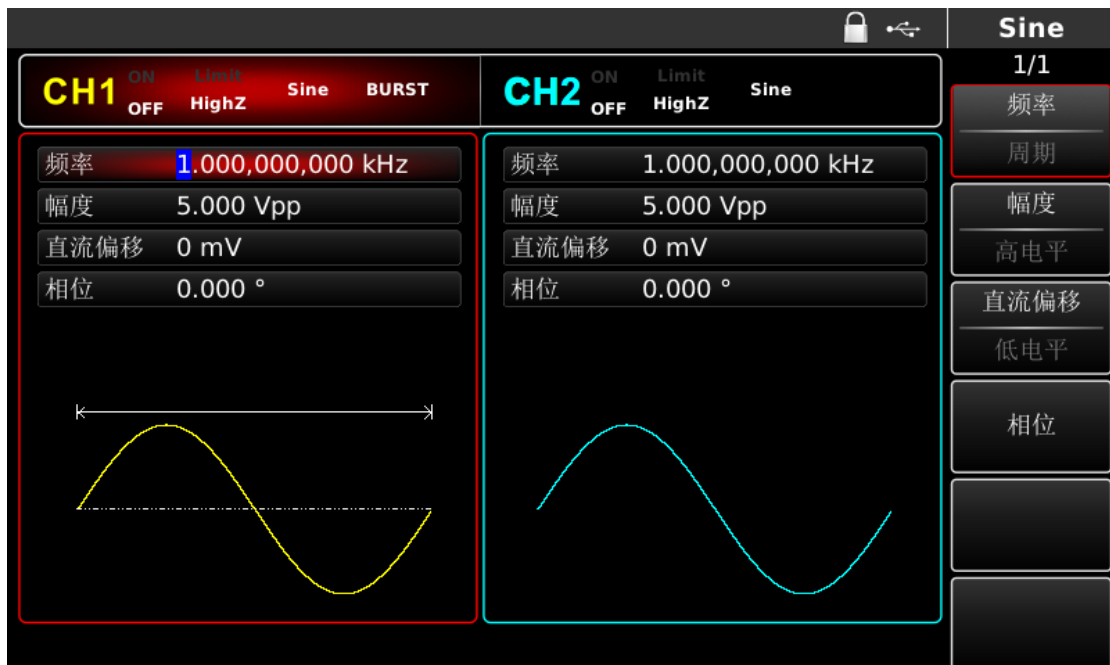 Sine
1/1
CH1 ON OFF Limit HighZ Sine BURST
CH2 ON OFF Limit HighZ Sine
频率 1.000,000,000 kHz
幅度 5.000 Vpp
直流偏移 0 mV
相位 0.000 °
频率 1.000,000,000 kHz
幅度 5.000 Vpp
直流偏移 0 mV
相位 0.000 °
频率
周期
幅度
高电平
直流偏移
低电平
相位